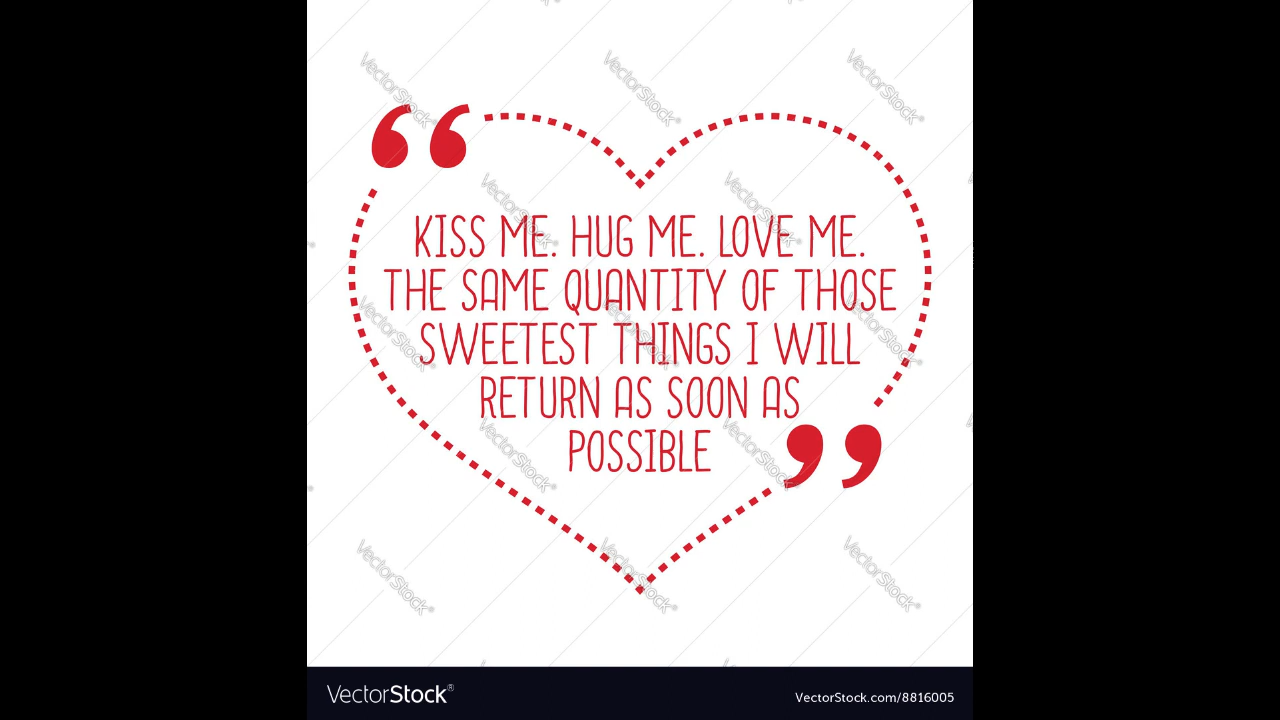 KISS ME. HUG ME. LOVE ME.
THE SAME QUANTITY OF THOSE
SWEETEST THINGS I WILL
RETURN AS SOON AS
POSSIBLE
VectorStock®
VectorStock.com/8816005